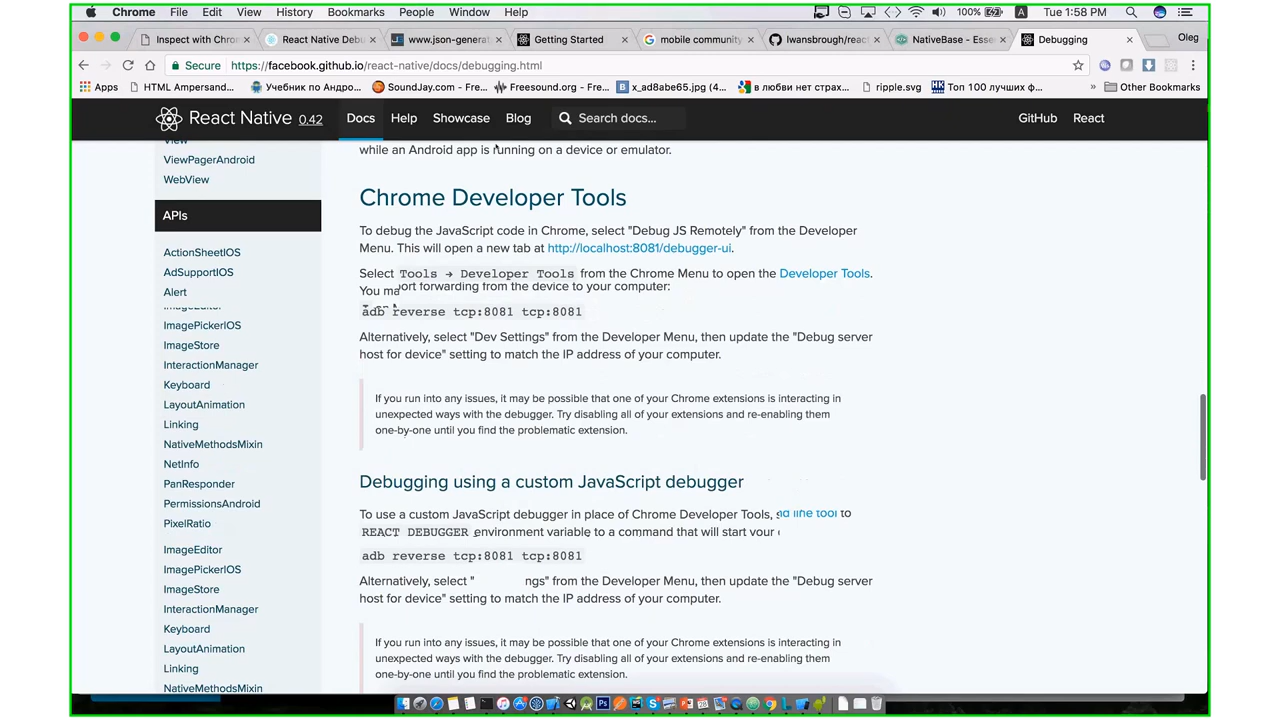 Chrome File Edit View History Bookmarks People Window Help 100% A Tue 1:58 PM
Inspect with Chrom React Native Debu www.json-generat Getting Started mobile community lwansbrough/reac NativeBase - Esse Debugging Oleg
Secure https://facebook.github.io/react-native/docs/debugging.html
Apps HTML Ampersand... Учебник по Андро... SoundJay.com - Fre... Freesound.org - Fre... x_ad8abe65.jpg (4... в любви нет страх... ripple.svg Топ 100 лучших ф... » Other Bookmarks
React Native 0.42 Docs Help Showcase Blog Search docs... GitHub React
View
ViewPagerAndroid
WebView
APIs
ActionSheetIOS
AdSupportIOS
Alert
ImageEditor
ImagePickerIOS
ImageStore
InteractionManager
Keyboard
LayoutAnimation
Linking
NativeMethodsMixin
NetInfo
PanResponder
PermissionsAndroid
PixelRatio
ImageEditor
ImagePickerIOS
ImageStore
InteractionManager
Keyboard
LayoutAnimation
Linking
NativeMethodsMixin
while an Android app is running on a device or emulator.
Chrome Developer Tools
To debug the JavaScript code in Chrome, select "Debug JS Remotely" from the Developer
Menu. This will open a new tab at http://localhost:8081/debugger-ui.
Select Tools → Developer Tools from the Chrome Menu to open the Developer Tools.
You ma ort forwarding from the device to your computer:
adb reverse tcp:8081 tcp:8081
Alternatively, select "Dev Settings" from the Developer Menu, then update the "Debug server
host for device" setting to match the IP address of your computer.
If you run into any issues, it may be possible that one of your Chrome extensions is interacting in
unexpected ways with the debugger. Try disabling all of your extensions and re-enabling them
one-by-one until you find the problematic extension.
Debugging using a custom JavaScript debugger
To use a custom JavaScript debugger in place of Chrome Developer Tools, line tool to
REACT DEBUGGER environment variable to a command that will start your
adb reverse tcp:8081 tcp:8081
Alternatively, select " ngs" from the Developer Menu, then update the "Debug server
host for device" setting to match the IP address of your computer.
If you run into any issues, it may be possible that one of your Chrome extensions is interacting in
unexpected ways with the debugger. Try disabling all of your extensions and re-enabling them
one-by-one until you find the problematic extension.